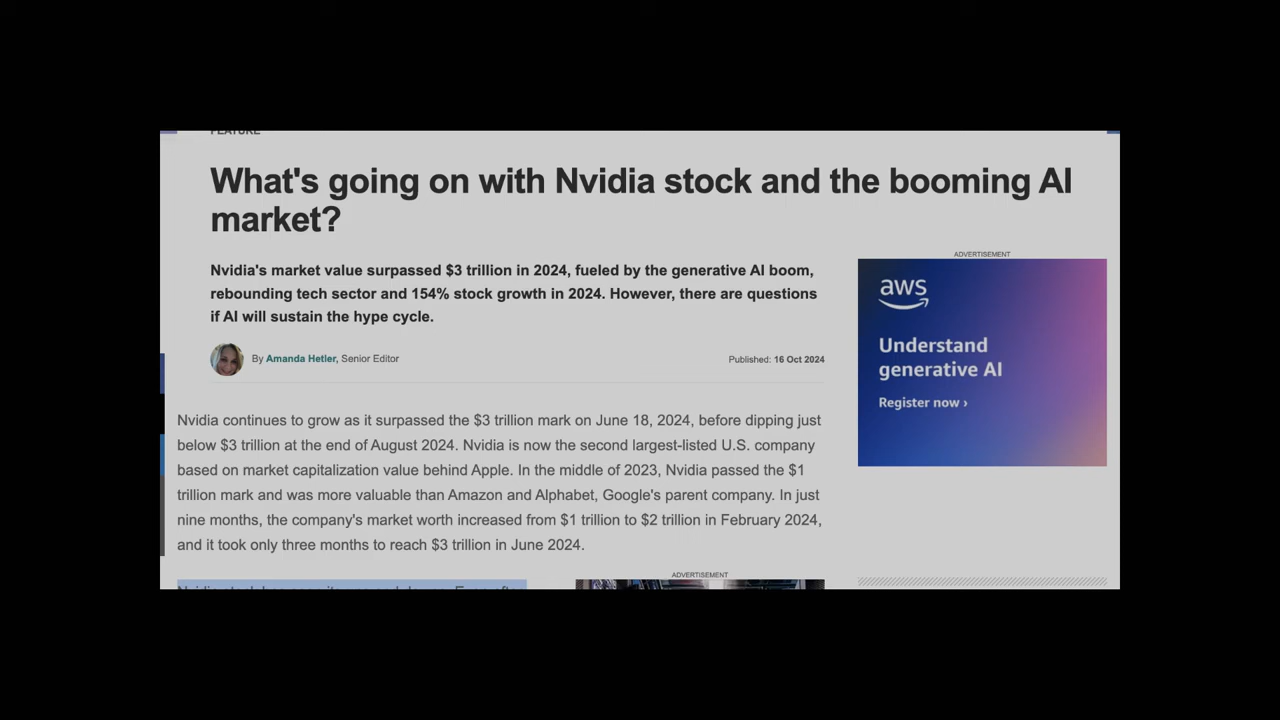 FEATURE
What's going on with Nvidia stock and the booming AI
market?
Nvidia's market value surpassed $3 trillion in 2024, fueled by the generative AI boom,
rebounding tech sector and 154% stock growth in 2024. However, there are questions
if AI will sustain the hype cycle.
By Amanda Hetler, Senior Editor
Published: 16 Oct 2024
Nvidia continues to grow as it surpassed the $3 trillion mark on June 18, 2024, before dipping just
below $3 trillion at the end of August 2024. Nvidia is now the second largest-listed U.S. company
based on market capitalization value behind Apple. In the middle of 2023, Nvidia passed the $1
trillion mark and was more valuable than Amazon and Alphabet, Google's parent company. In just
nine months, the company's market worth increased from $1 trillion to $2 trillion in February 2024,
and it took only three months to reach $3 trillion in June 2024.
ADVERTISEMENT
ADVERTISEMENT
aws
Understand
generative AI
Register now ›